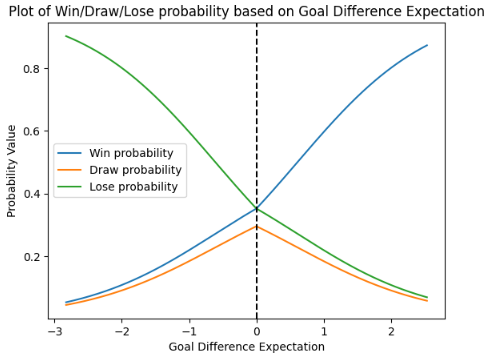 Plot of Win/Draw/Lose probability based on Goal Difference Expectation
0.8
0.6
0.4
0.2
Probability Value
Win probability
Draw probability
Lose probability
−3 −2 −1 0 1 2
Goal Difference Expectation